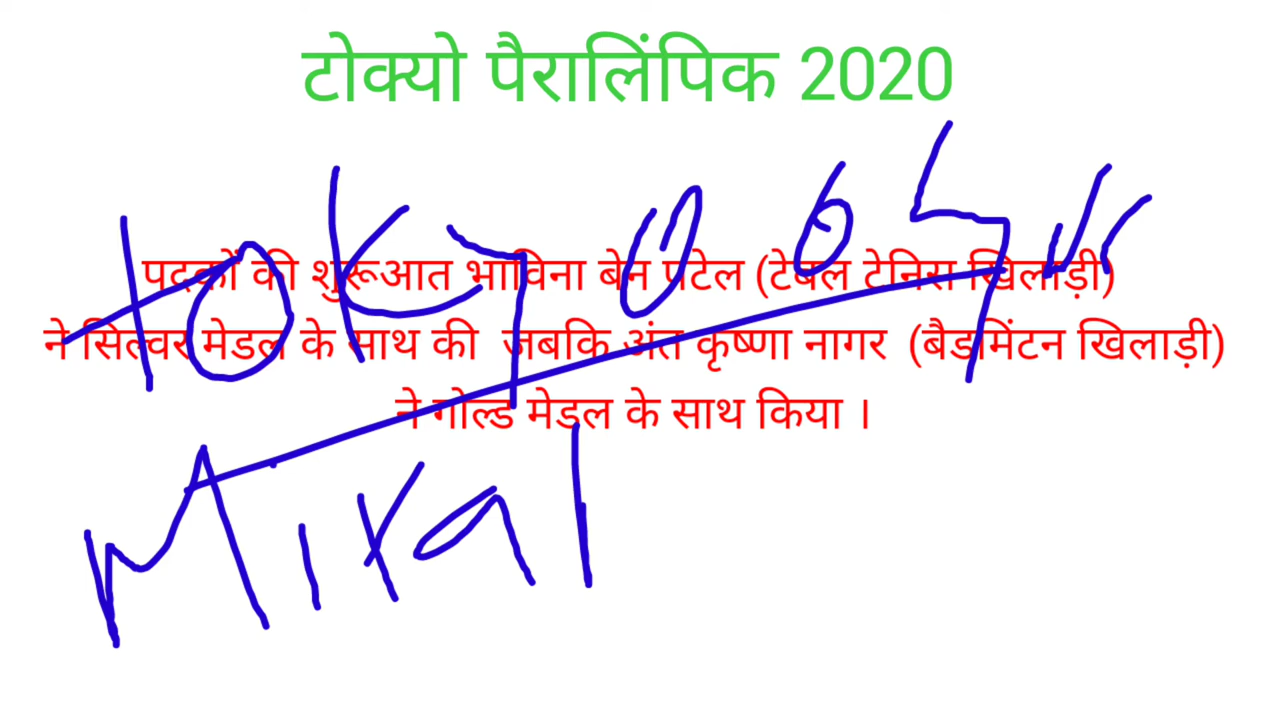 टोक्यो पैरालिंपिक 2020
पदकों की शुरूआत भाविना बेन पटेल (टेबल टेनिस खिलाड़ी)
ने सिल्वर मेडल के साथ की जबकि अंत कृष्णा नागर (बैडमिंटन खिलाड़ी)
ने गोल्ड मेडल के साथ किया ।